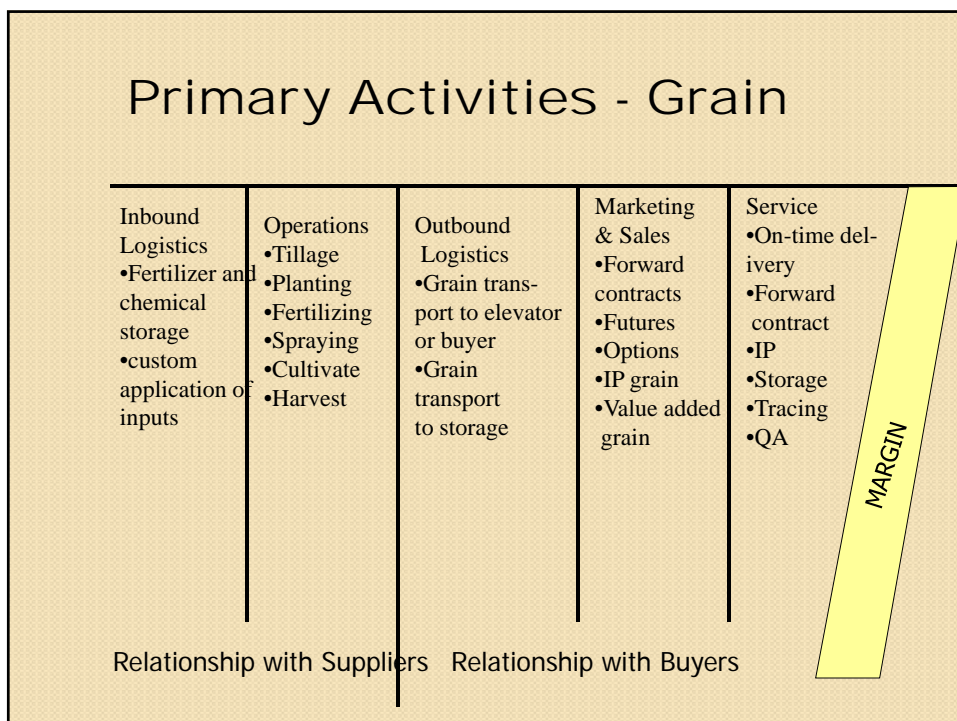 Primary Activities - Grain
Inbound
Logistics
•Fertilizer and
chemical
storage
•custom
application of
inputs
Operations
•Tillage
•Planting
•Fertilizing
•Spraying
•Cultivate
•Harvest
Outbound
Logistics
•Grain trans-
port to elevator
or buyer
•Grain
transport
to storage
Marketing
& Sales
•Forward
contracts
•Futures
•Options
•IP grain
•Value added
grain
Service
•On-time del-
ivery
•Forward
contract
•IP
•Storage
•Tracing
•QA
MARGIN
Relationship with Suppliers
Relationship with Buyers